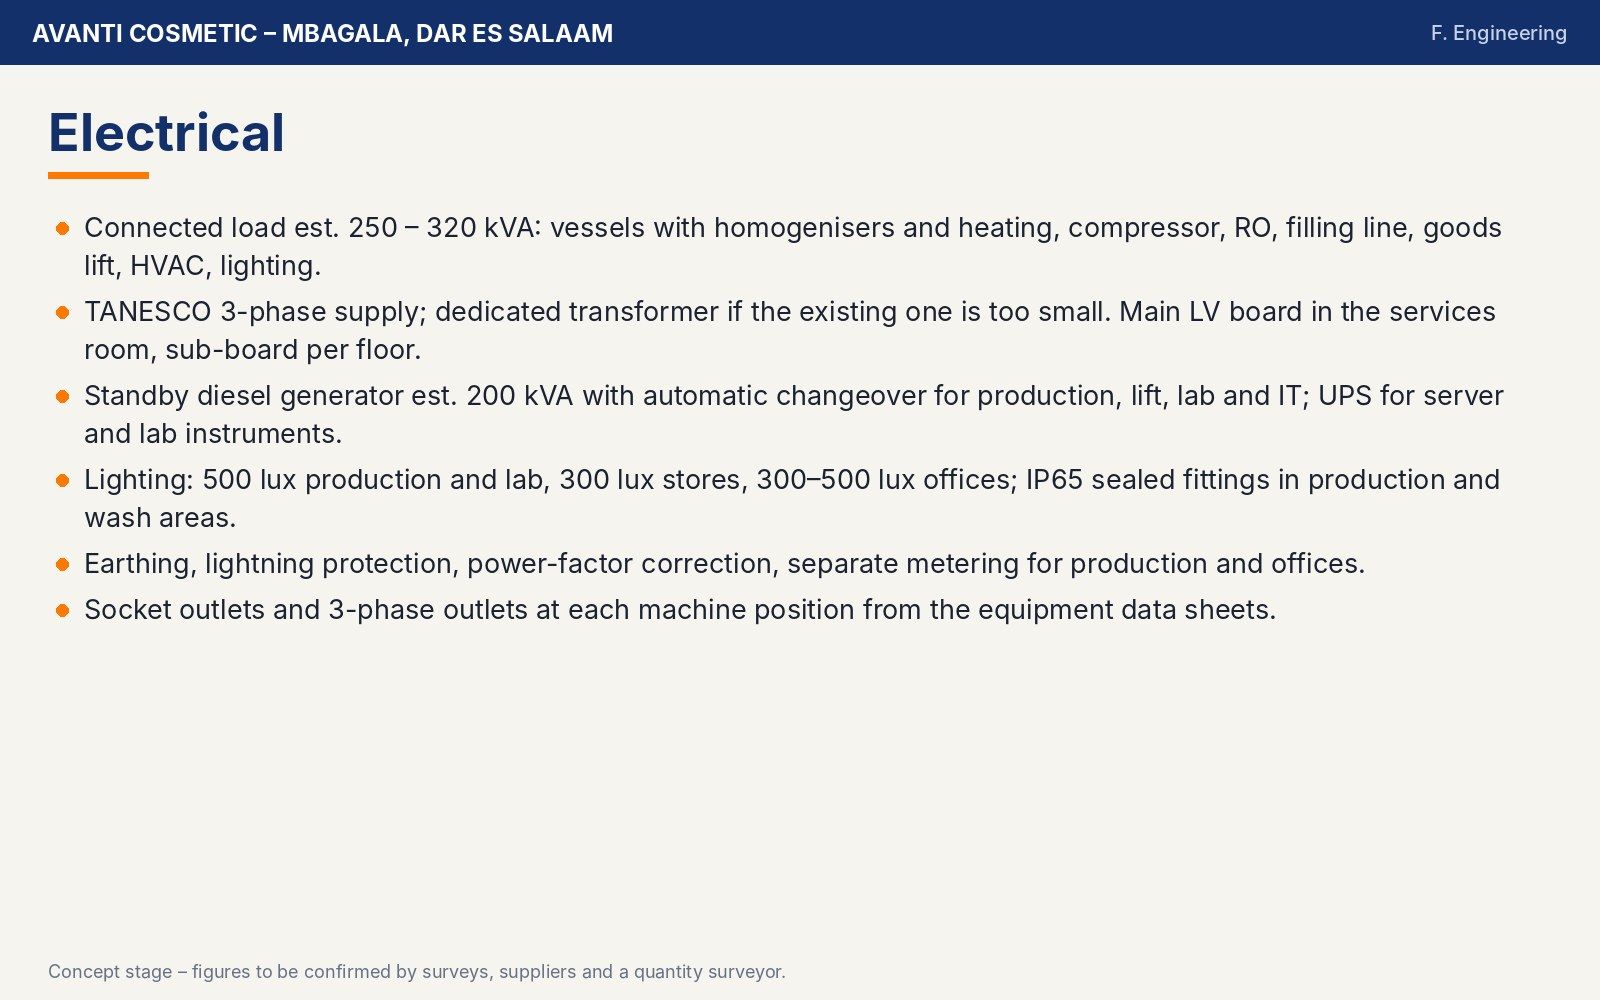 AVANTI COSMETIC – MBAGALA, DAR ES SALAAM
F. Engineering
Electrical
Connected load est. 250 – 320 kVA: vessels with homogenisers and heating, compressor, RO, filling line, goods
lift, HVAC, lighting.
TANESCO 3-phase supply; dedicated transformer if the existing one is too small. Main LV board in the services
room, sub-board per floor.
Standby diesel generator est. 200 kVA with automatic changeover for production, lift, lab and IT; UPS for server
and lab instruments.
Lighting: 500 lux production and lab, 300 lux stores, 300–500 lux offices; IP65 sealed fittings in production and
wash areas.
Earthing, lightning protection, power-factor correction, separate metering for production and offices.
Socket outlets and 3-phase outlets at each machine position from the equipment data sheets.
Concept stage – figures to be confirmed by surveys, suppliers and a quantity surveyor.